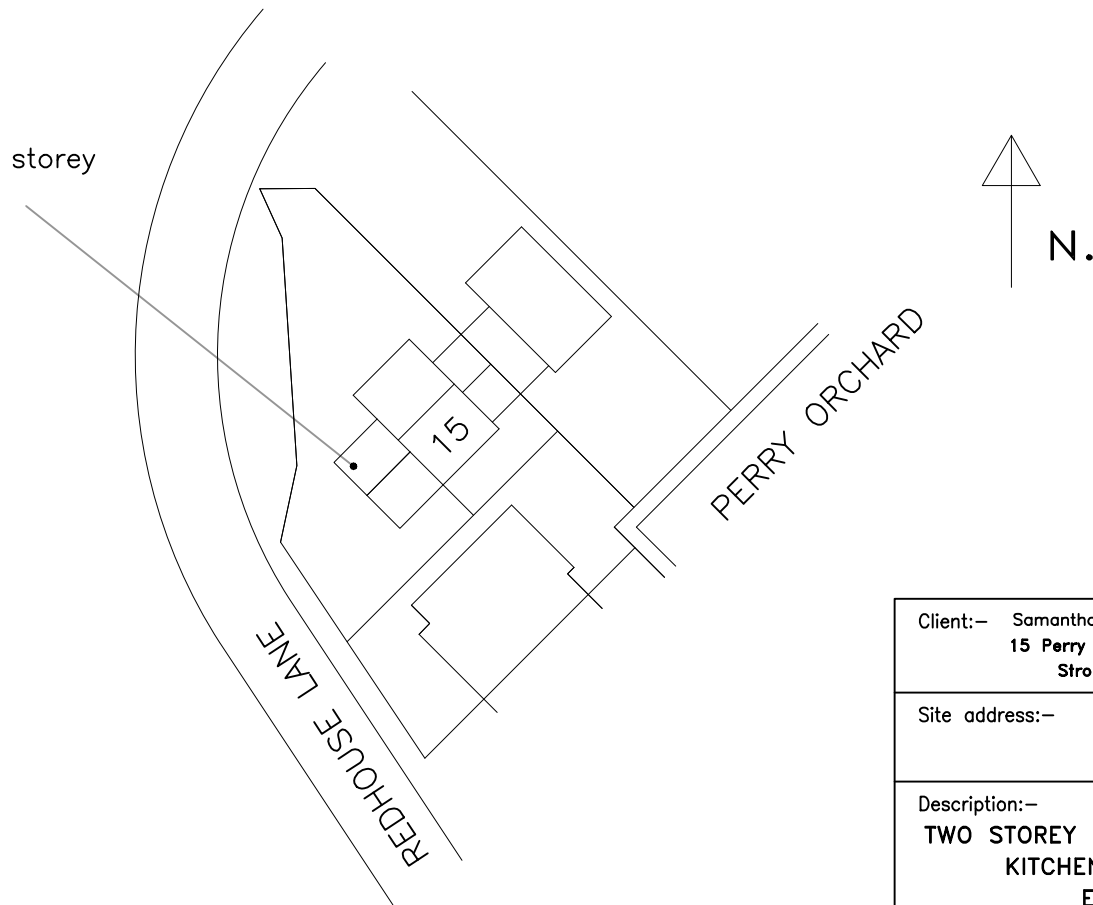 storey
N.
PERRY ORCHARD
15
REDHOUSE LANE
Client:-
15 Perry
Site address:-
Description:-
TWO STOREY